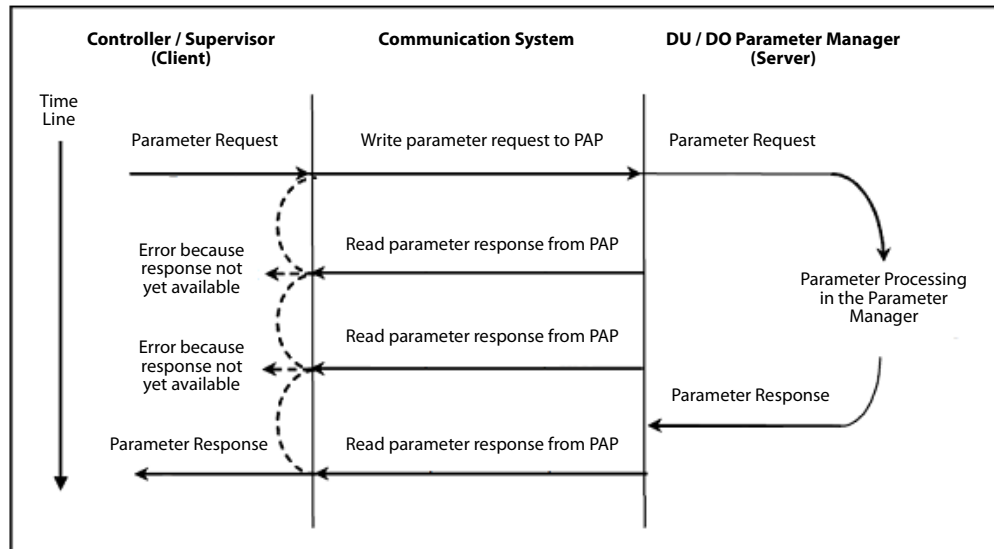 Controller / Supervisor
(Client)
Communication System
DU / DO Parameter Manager
(Server)
Time
Line
Parameter Request
Write parameter request to PAP
Parameter Request
Error because
response not
yet available
Read parameter response from PAP
Parameter Processing
in the Parameter
Manager
Error because
response not
yet available
Read parameter response from PAP
Parameter Response
Parameter Response
Read parameter response from PAP